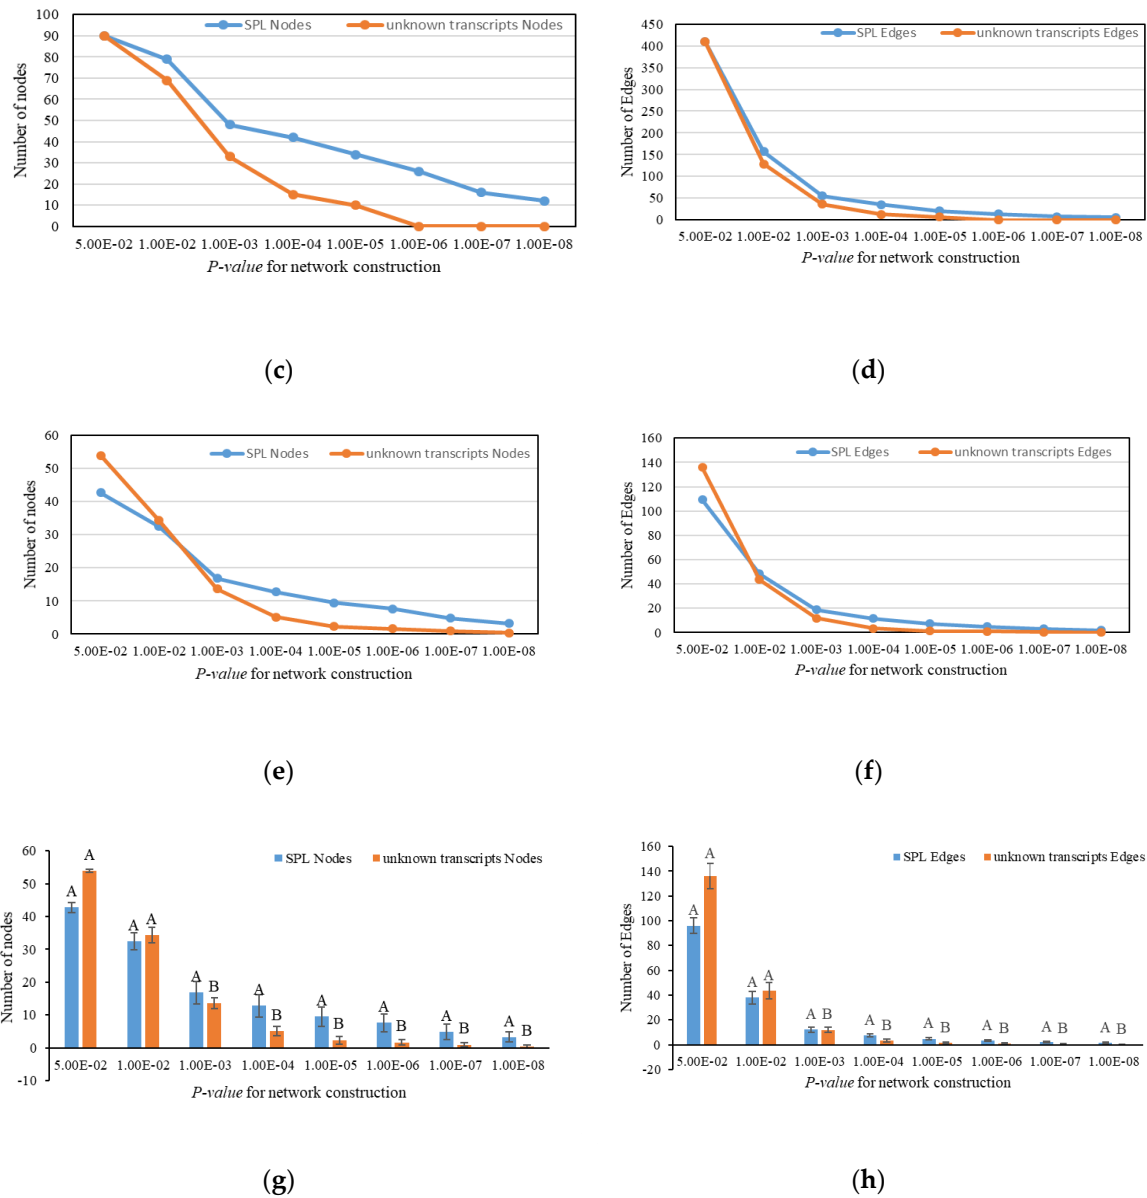 SPL Nodes
unknown transcripts Nodes
100
90
80
70
60
50
40
30
20
10
0
Number of nodes
5.00E-02 1.00E-02 1.00E-03 1.00E-04 1.00E-05 1.00E-06 1.00E-07 1.00E-08
P-value for network construction
(c)
SPL Edges
unknown transcripts Edges
450
400
350
300
250
200
150
100
50
0
Number of Edges
5.00E-02 1.00E-02 1.00E-03 1.00E-04 1.00E-05 1.00E-06 1.00E-07 1.00E-08
P-value for network construction
(d)
SPL Nodes
unknown transcripts Nodes
60
50
40
30
20
10
0
Number of nodes
5.00E-02 1.00E-02 1.00E-03 1.00E-04 1.00E-05 1.00E-06 1.00E-07 1.00E-08
P-value for network construction
(e)
SPL Edges
unknown transcripts Edges
160
140
120
100
80
60
40
20
0
Number of Edges
5.00E-02 1.00E-02 1.00E-03 1.00E-04 1.00E-05 1.00E-06 1.00E-07 1.00E-08
P-value for network construction
(f)
SPL Nodes
unknown transcripts Nodes
60
50
40
30
20
10
0
-10
Number of nodes
A A A A A B A B A B A B A B A B
5.00E-02 1.00E-02 1.00E-03 1.00E-04 1.00E-05 1.00E-06 1.00E-07 1.00E-08
P-value for network construction
(g)
SPL Edges
unknown transcripts Edges
160
140
120
100
80
60
40
20
0
-20
Number of Edges
A A A A A B A B A B A B A B A B
5.00E-02 1.00E-02 1.00E-03 1.00E-04 1.00E-05 1.00E-06 1.00E-07 1.00E-08
P-value for network construction
(h)